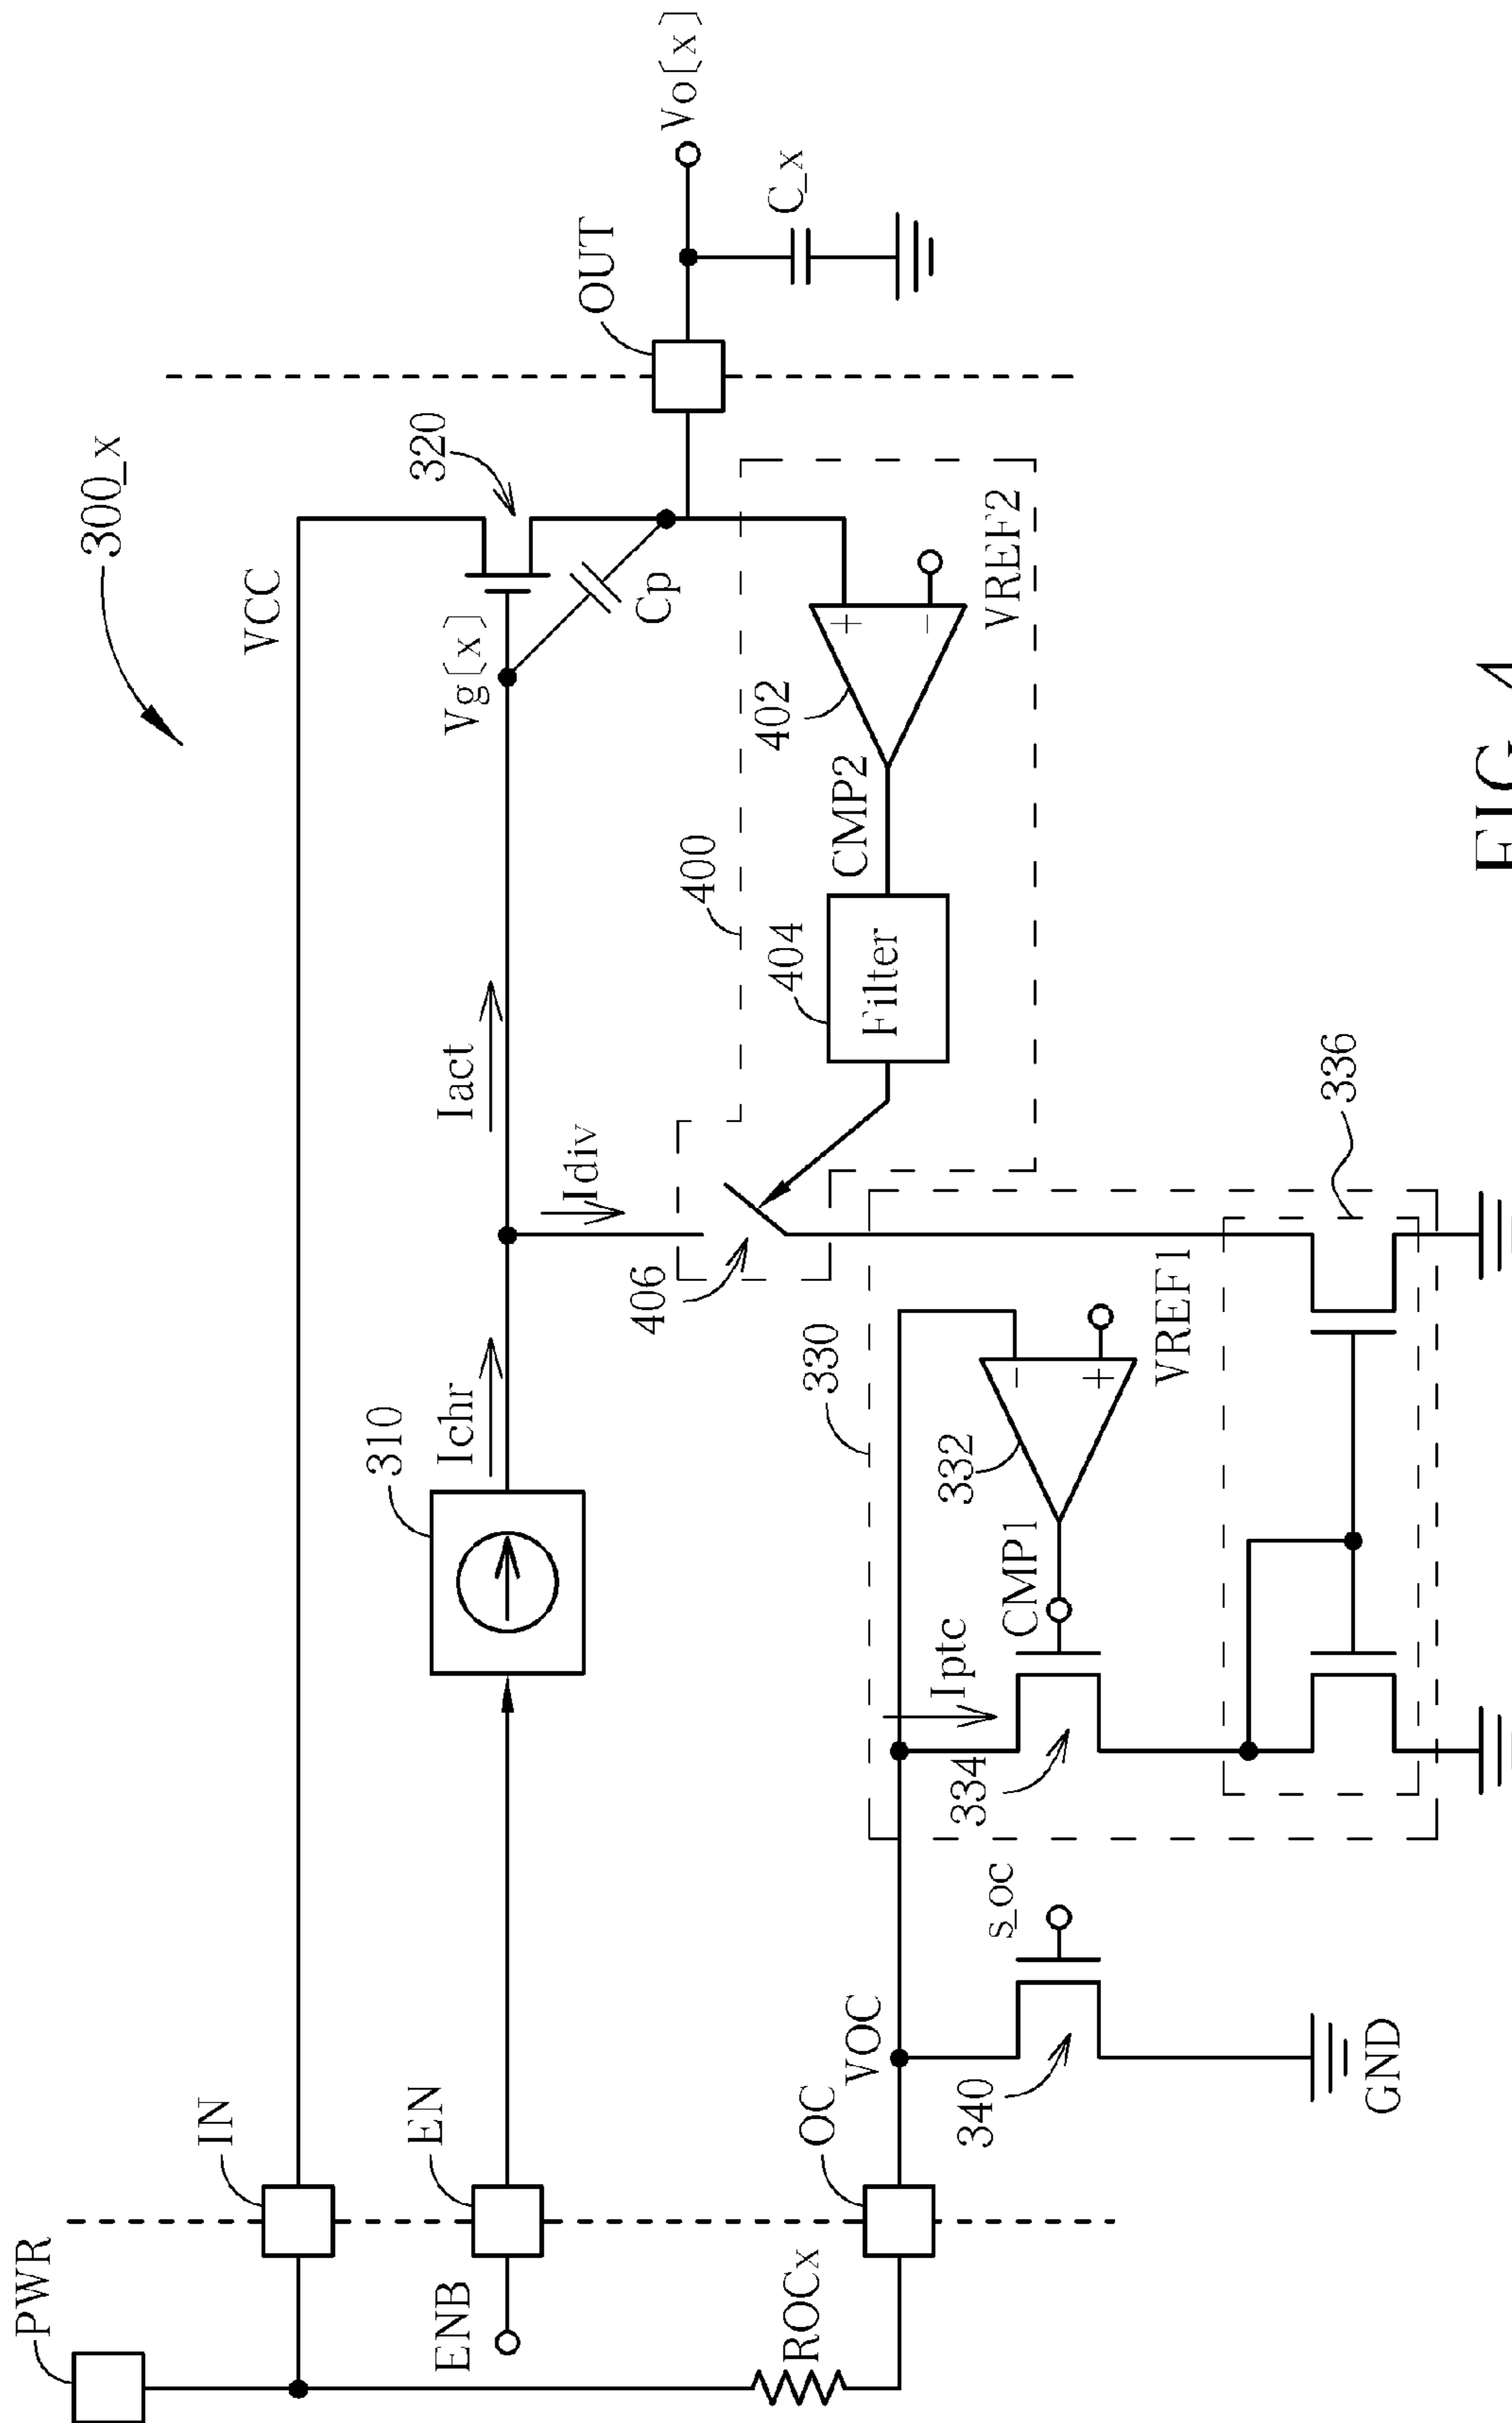 300_x
PWR
IN
VCC
320
OUT
Vo[x]
C_x
ENB
EN
310
Ichr
Iact
Vg[x]
Cp
Idiv
406
400
404
Filter
CMP2
402
+
-
VREF2
ROCx
OC
VOC
340
s_oc
GND
330
Iptc
334
CMP1
332
-
+
VREF1
336
FIG. 4